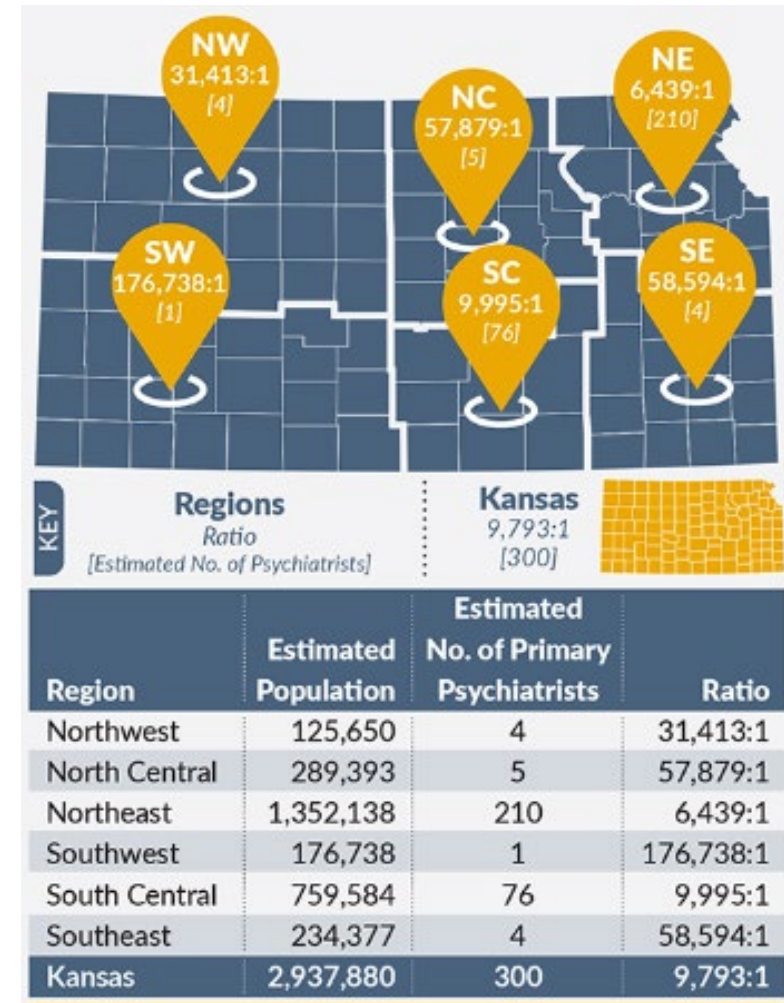 NW
31,413:1
[4]
NC
57,879:1
[5]
NE
6,439:1
[210]
SW
176,738:1
[1]
SC
9,995:1
[76]
SE
58,594:1
[4]
KEY
Regions
Ratio
[Estimated No. of Psychiatrists]
Kansas
9,793:1
[300]
Region Estimated Population Estimated No. of Primary Psychiatrists Ratio
Northwest 125,650 4 31,413:1
North Central 289,393 5 57,879:1
Northeast 1,352,138 210 6,439:1
Southwest 176,738 1 176,738:1
South Central 759,584 76 9,995:1
Southeast 234,377 4 58,594:1
Kansas 2,937,880 300 9,793:1